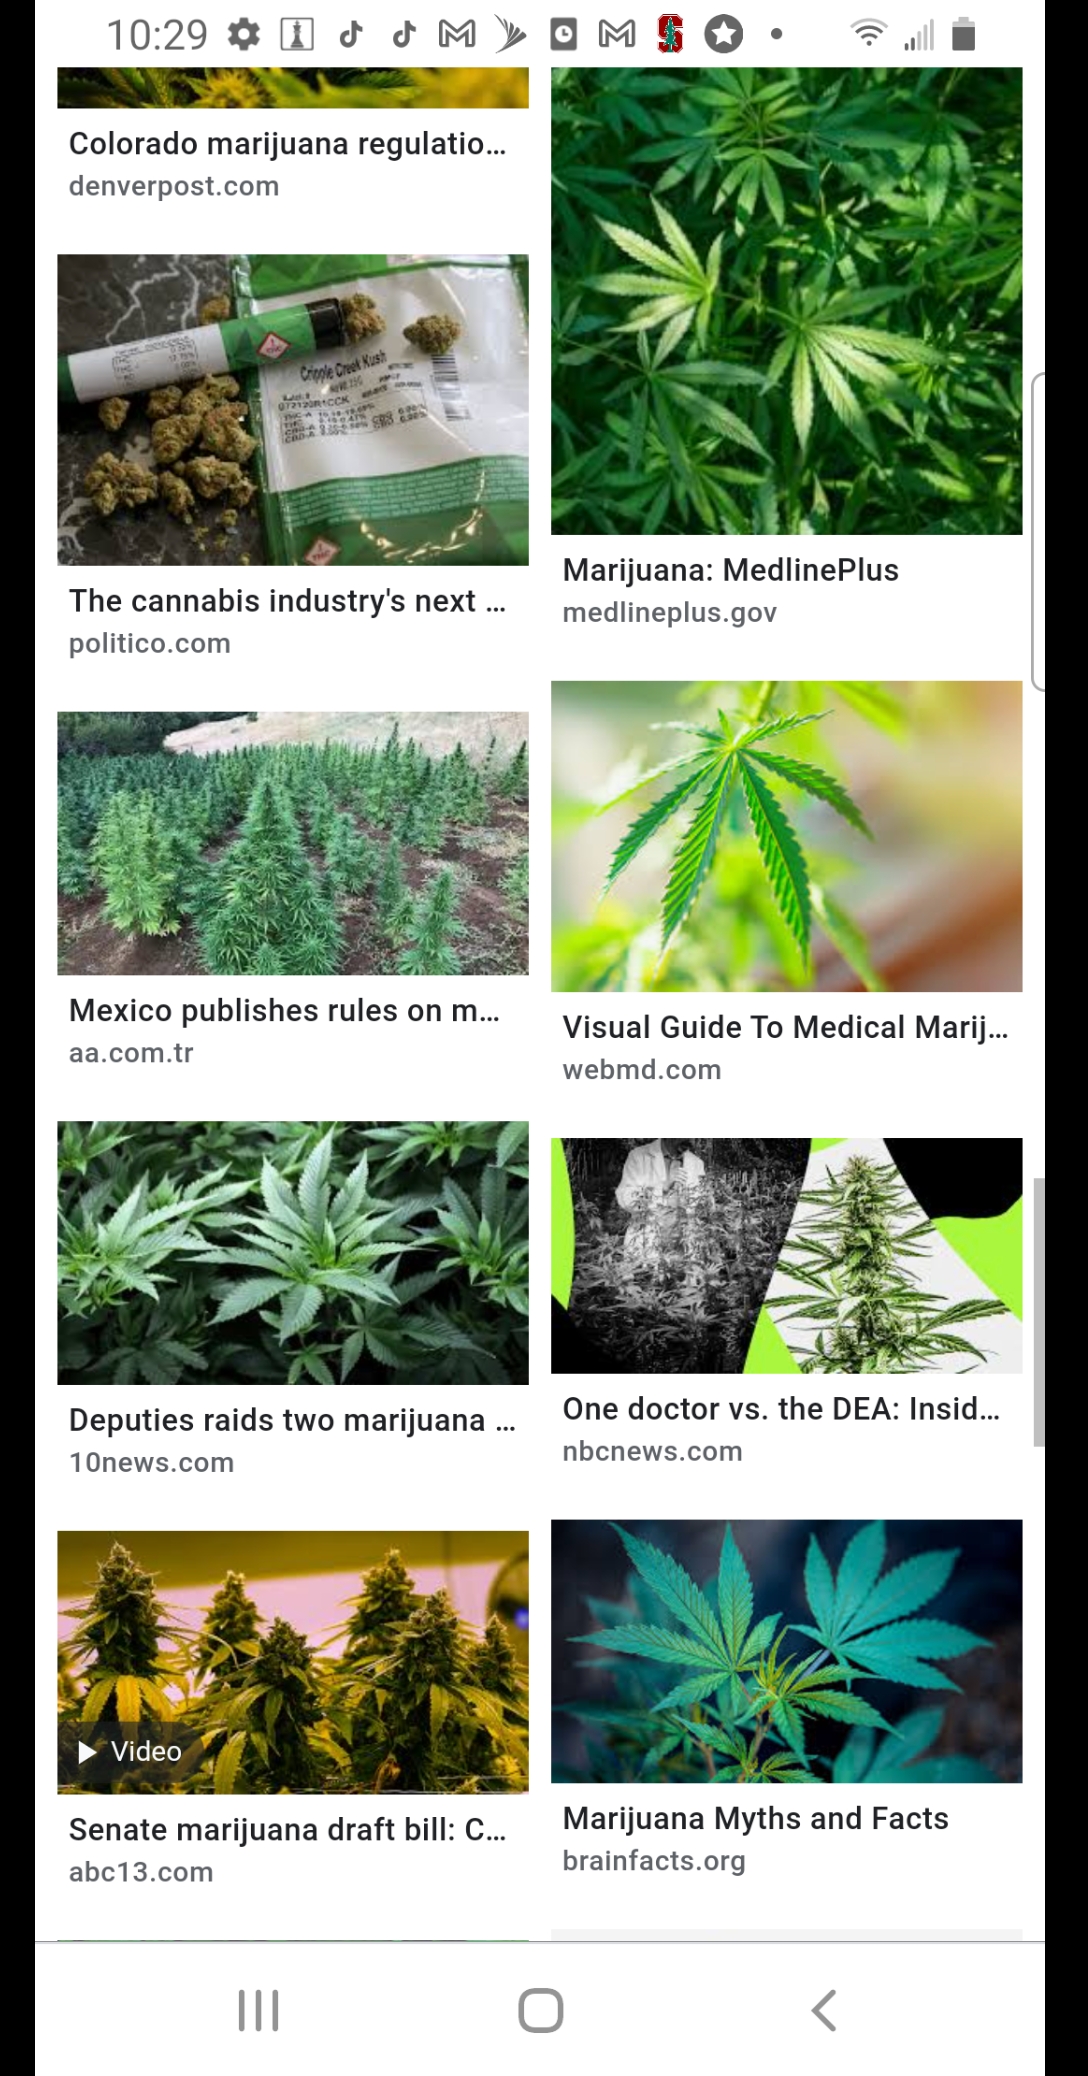 10:29
Colorado marijuana regulatio...
denverpost.com
Cripple Creek Kush
The cannabis industry's next ...
politico.com
Marijuana: MedlinePlus
medlineplus.gov
Mexico publishes rules on m...
aa.com.tr
Visual Guide To Medical Marij...
webmd.com
Deputies raids two marijuana ...
10news.com
One doctor vs. the DEA: Insid...
nbcnews.com
Video
Senate marijuana draft bill: C...
abc13.com
Marijuana Myths and Facts
brainfacts.org